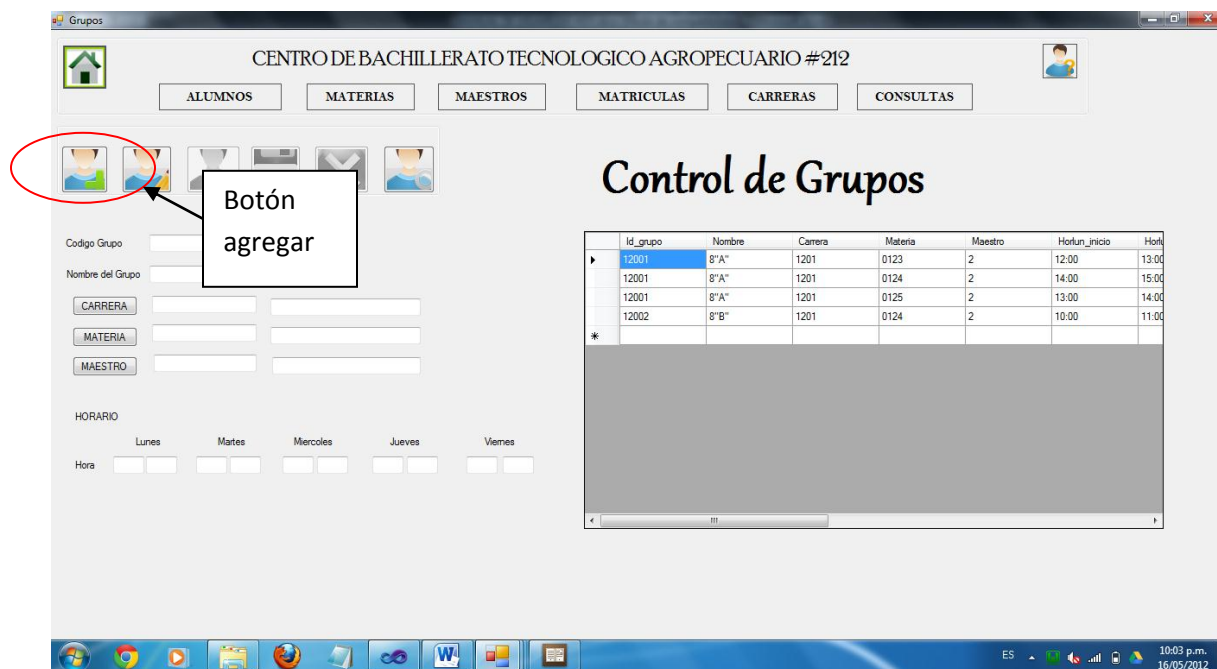 Grupos
CENTRO DE BACHILLERATO TECNOLOGICO AGROPECUARIO #212
ALUMNOS MATERIAS MAESTROS MATRICULAS CARRERAS CONSULTAS
Botón
agregar
Control de Grupos
Codigo Grupo
Nombre del Grupo
CARRERA
MATERIA
MAESTRO
HORARIO
Lunes Martes Miercoles Jueves Viernes
Hora
Id_grupo Nombre Carrera Materia Maestro Horlun_inicio
12001 8"A" 1201 0123 2 12:00 13:00
12001 8"A" 1201 0124 2 14:00 15:00
12001 8"A" 1201 0125 2 13:00 14:00
12002 8"B" 1201 0124 2 10:00 11:00
ES 10:03 p.m.
16/05/2012